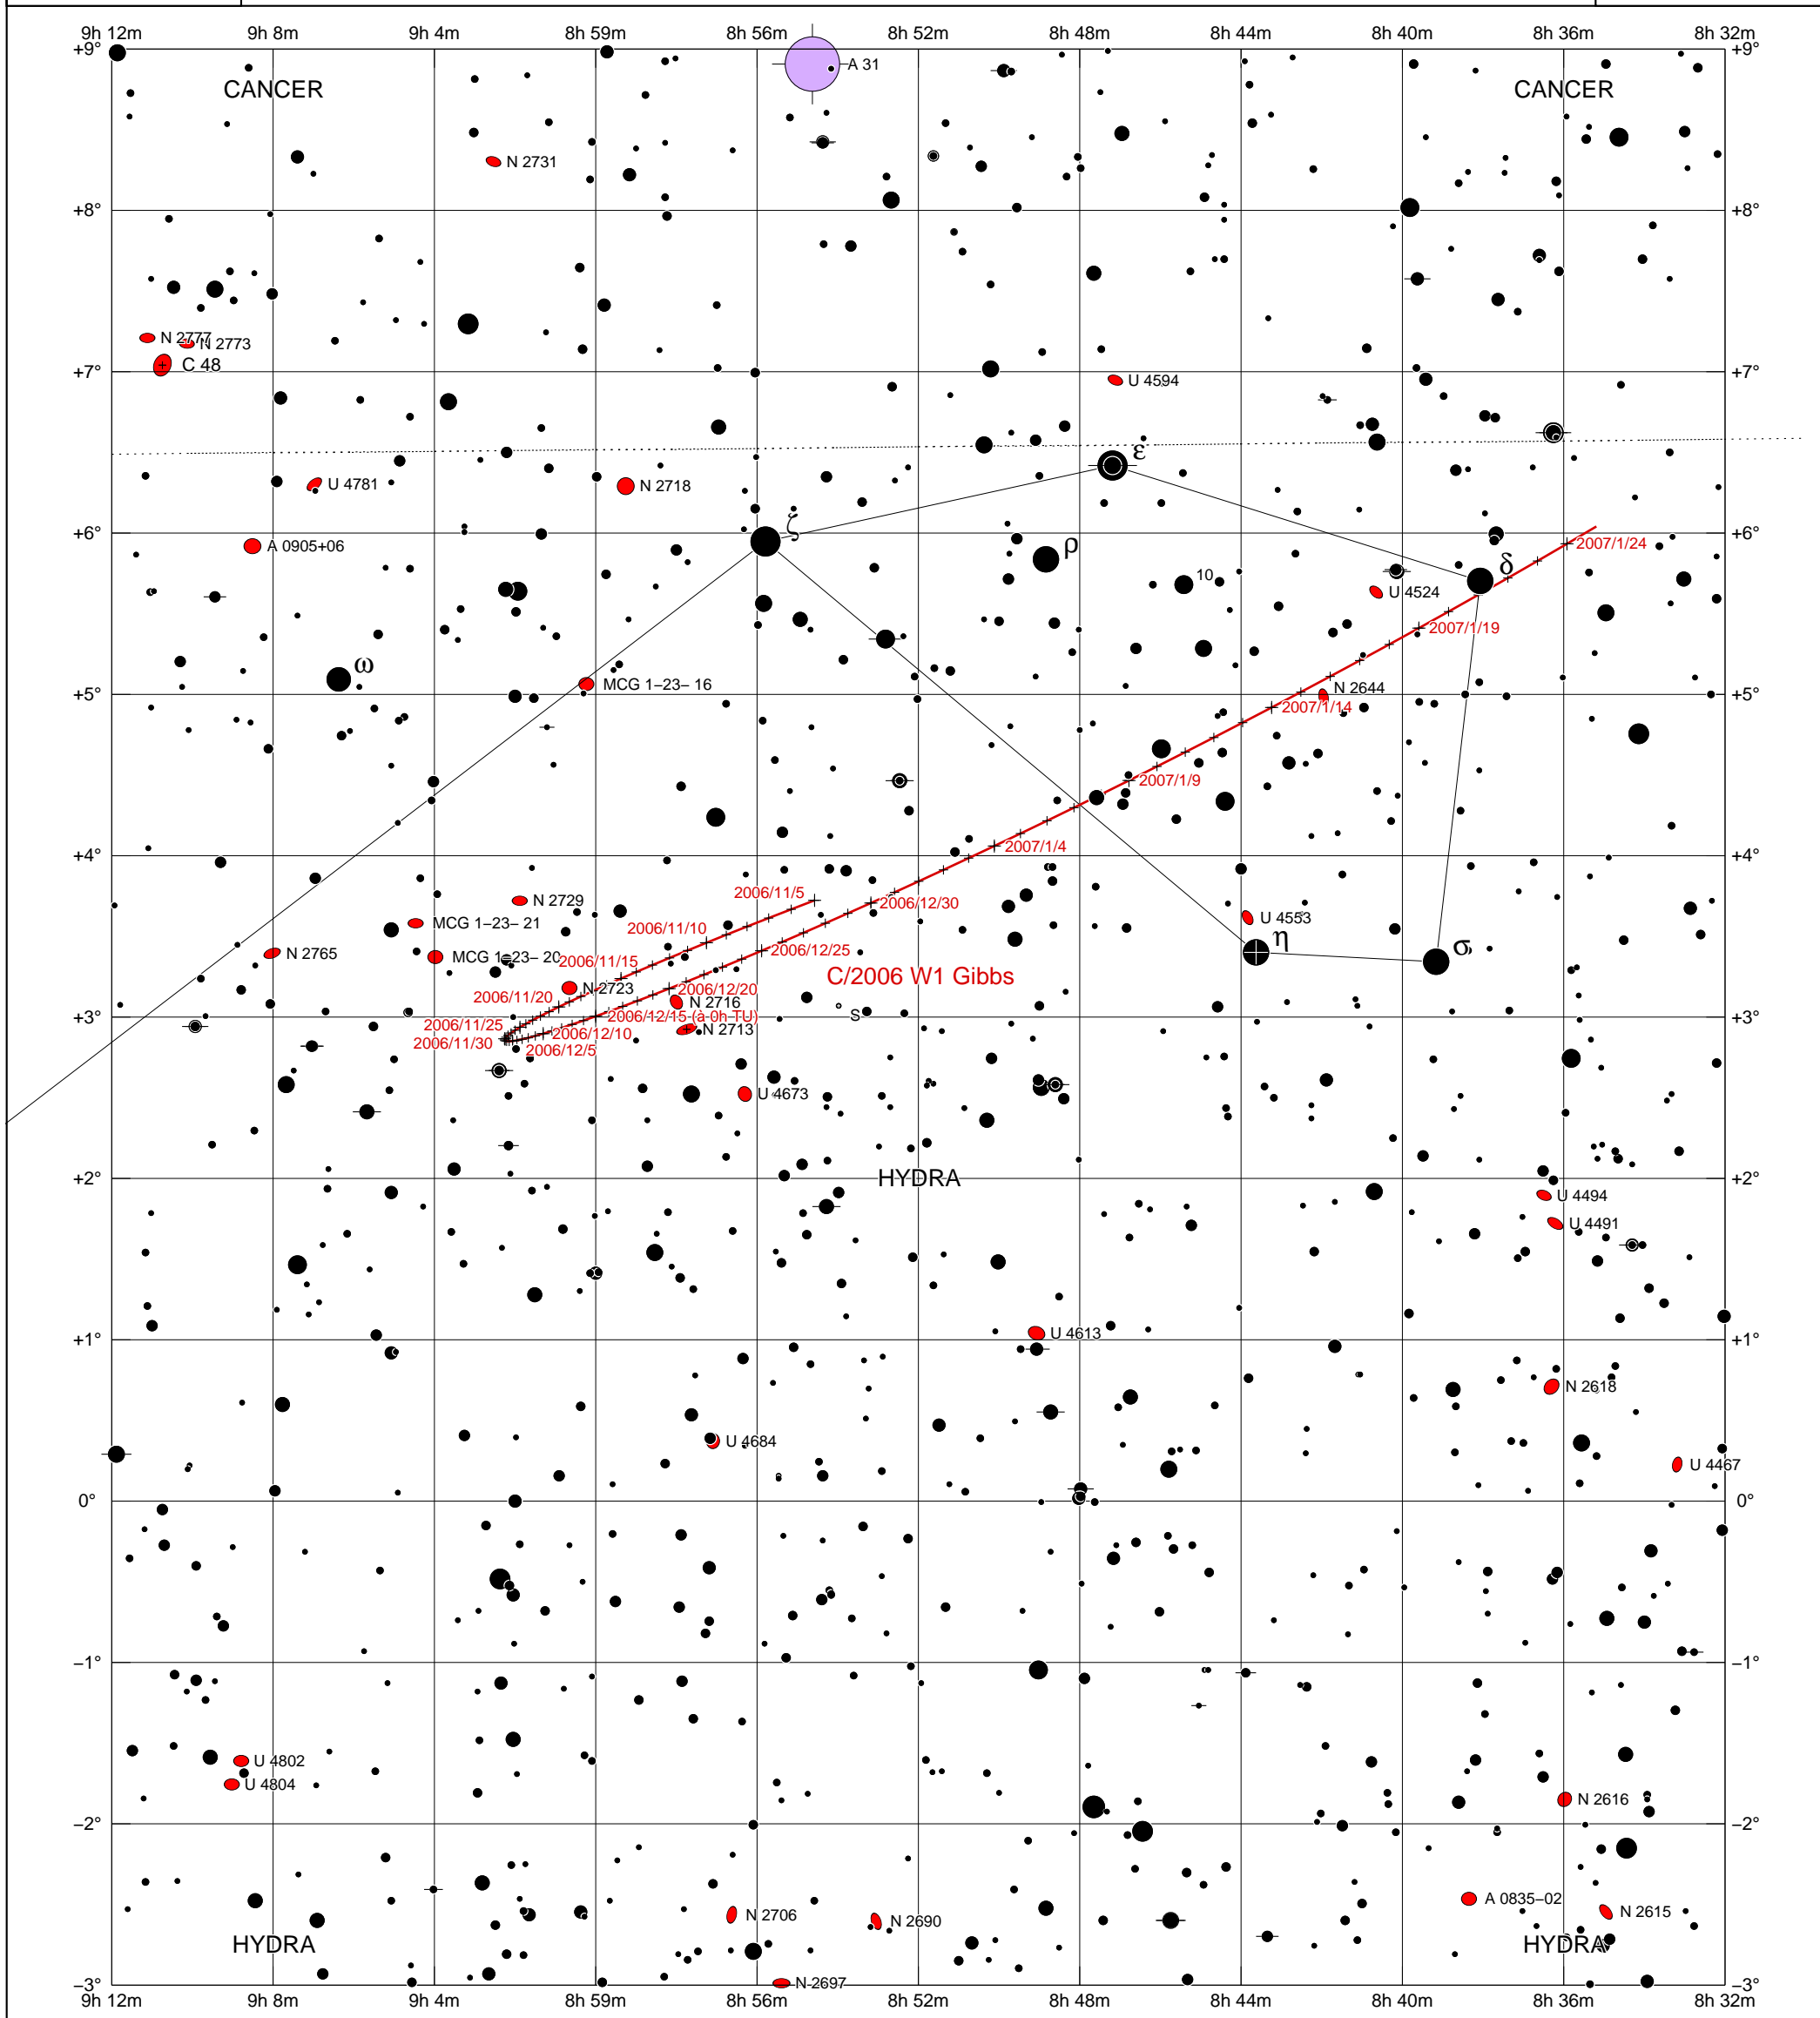 9h 12m 9h 8m 9h 4m 8h 59m 8h 56m 8h 52m 8h 48m 8h 44m 8h 40m 8h 36m 8h 32m
+9° +9°
A 31
CANCER CANCER
N 2731
+8° +8°
N 2777 N 2773
C 48
+7° +7°
U 4594
ε
U 4781 N 2718
ζ
+6° +6°
A 0905+06 ρ 2007/1/24
10 U 4524 δ
2007/1/19
ω
MCG 1–23– 16
+5° N 2644 +5°
2007/1/14
2007/1/9
+4° 2007/1/4 +4°
2006/11/5
N 2729 2006/12/30
MCG 1–23– 21 2006/11/10 U 4553
N 2765 MCG 1–23– 20 2006/11/15 2006/12/25 η σ
C/2006 W1 Gibbs
2006/11/20 N 2723 2006/12/20
N 2716
+3° 2006/11/25 2006/12/15 (à 0h TU) S +3°
N 2713
2006/11/30 2006/12/10
2006/12/5
U 4673
+2° HYDRA +2°
U 4494
U 4491
+1° U 4613 +1°
N 2618
U 4684
U 4467
0° 0°
–1° –1°
U 4802
U 4804 N 2616
–2° –2°
A 0835–02
N 2706 N 2690 N 2615
HYDRA HYDRA
–3° N 2697 –3°
9h 12m 9h 8m 9h 4m 8h 59m 8h 56m 8h 52m 8h 48m 8h 44m 8h 40m 8h 36m 8h 32m